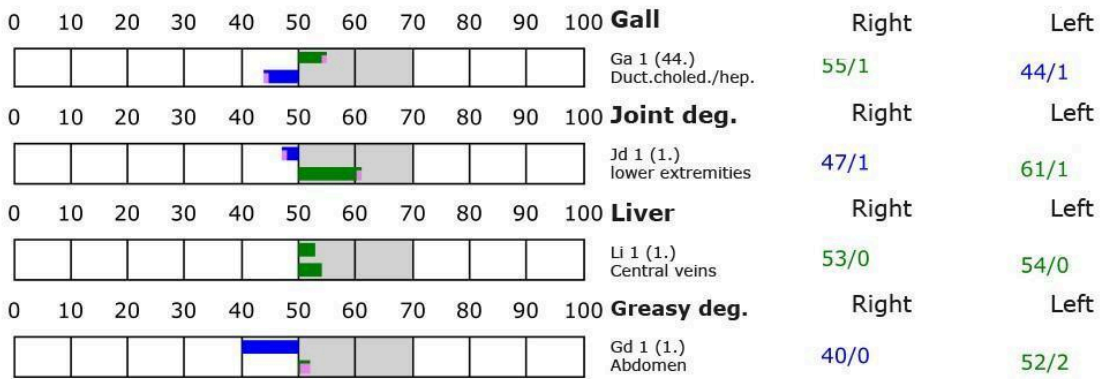 0 10 20 30 40 50 60 70 80 90 100 Gall Right Left
Ga 1 (44.) 55/1 44/1
Duct.choled./hep.
0 10 20 30 40 50 60 70 80 90 100 Joint deg. Right Left
Jd 1 (1.) 47/1 61/1
lower extremities
0 10 20 30 40 50 60 70 80 90 100 Liver Right Left
Li 1 (1.) 53/0 54/0
Central veins
0 10 20 30 40 50 60 70 80 90 100 Greasy deg. Right Left
Gd 1 (1.) 40/0 52/2
Abdomen